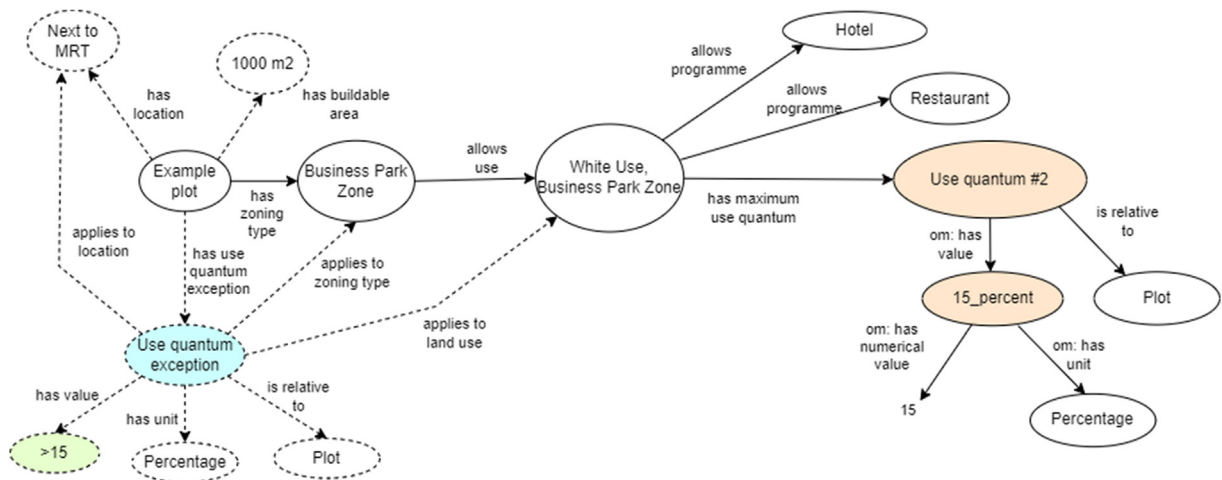 Next to
MRT
1000 m2
Hotel
allows
programme
has
location
has buildable
area
allows
programme
Restaurant
Example
plot
has
zoning
type
Business Park
Zone
allows
use
White Use,
Business Park Zone
has maximum
use quantum
Use quantum #2
applies to
location
has use
quantum
exception
applies to
zoning type
om: has
value
is relative
to
15_percent
Plot
applies to
land use
Use quantum
exception
om: has
numerical
value
om: has
unit
has value
has unit
is relative
to
15
Percentage
>15
Percentage
Plot